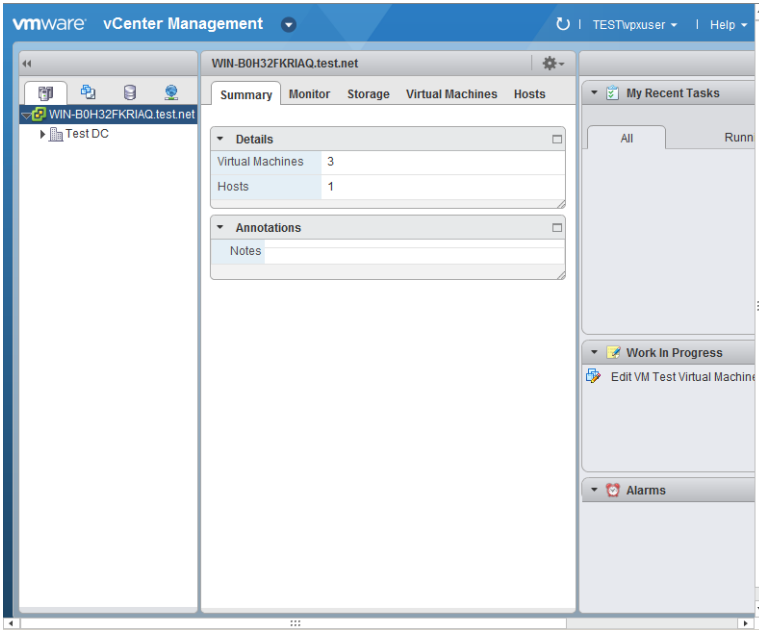 vmware vCenter Management
TEST\vpxuser
Help
WIN-B0H32FKRIAQ.test.net
Test DC
WIN-B0H32FKRIAQ.test.net
Summary Monitor Storage Virtual Machines Hosts
Details
Virtual Machines 3
Hosts 1
Annotations
Notes
My Recent Tasks
All Runn
Work In Progress
Edit VM Test Virtual Machine
Alarms